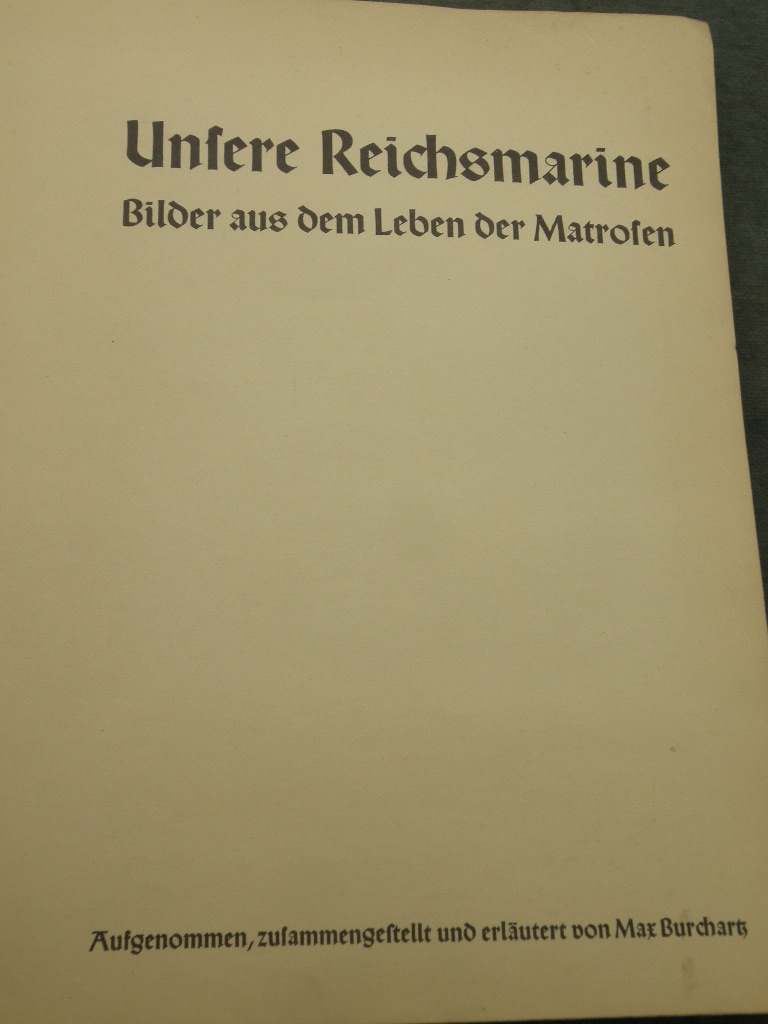 Unſere Reichsmarine
Bilder aus dem Leben der Matroſen
Aufgenommen, zuſammengeſtellt und erläutert von Max Burchartz